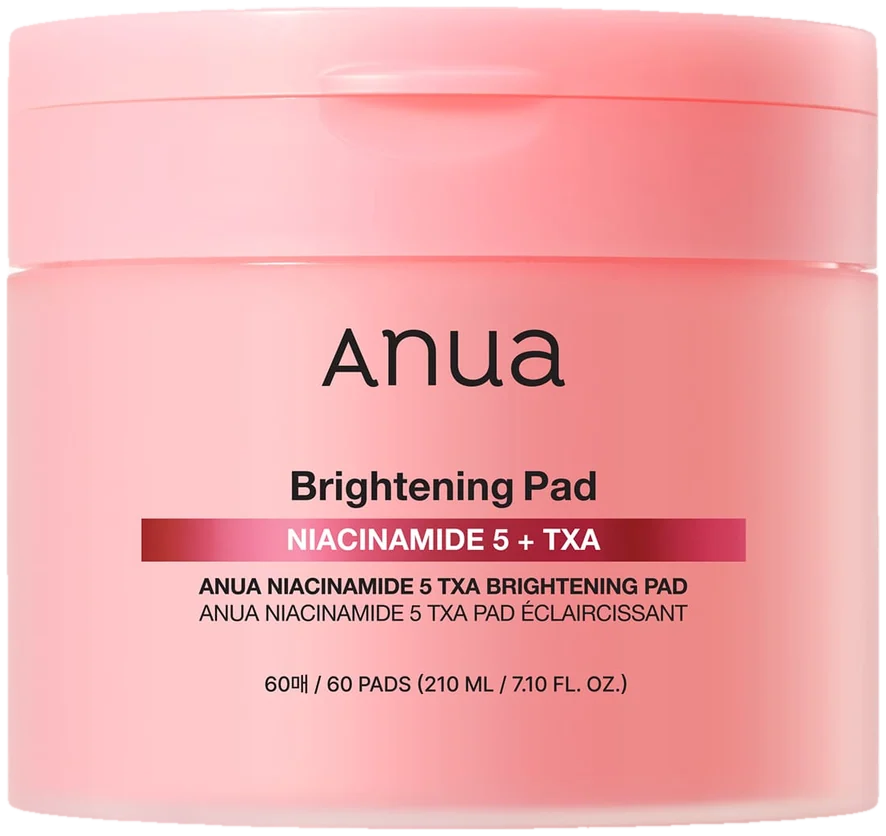 Anua
Brightening Pad
NIACINAMIDE 5 + TXA
ANUA NIACINAMIDE 5 TXA BRIGHTENING PAD
ANUA NIACINAMIDE 5 TXA PAD ÉCLAIRCISSANT
60매 / 60 PADS (210 ML / 7.10 FL. OZ.)